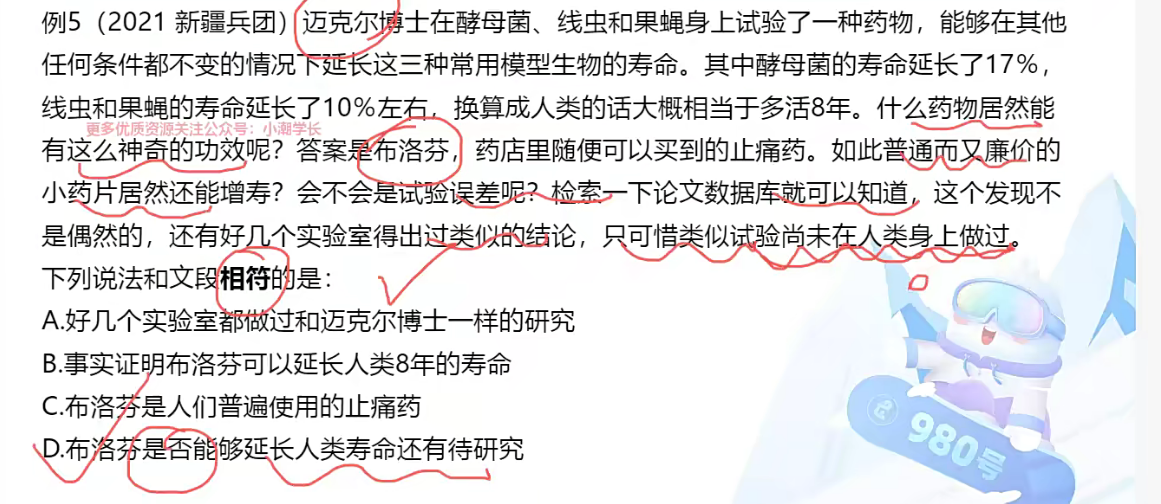 例5（2021 新疆兵团）迈克尔博士在酵母菌、线虫和果蝇身上试验了一种药物，能够在其他
任何条件都不变的情况下延长这三种常用模型生物的寿命。其中酵母菌的寿命延长了17%，
线虫和果蝇的寿命延长了10%左右，换算成人类的话大概相当于多活8年。什么药物居然能
更多优质资源关注公众号：小潮学长
有这么神奇的功效呢？答案是布洛芬，药店里随便可以买到的止痛药。如此普通而又廉价的
小药片居然还能增寿？会不会是试验误差呢？检索一下论文数据库就可以知道，这个发现不
是偶然的，还有好几个实验室得出过类似的结论，只可惜类似试验尚未在人类身上做过。
下列说法和文段相符的是：
A.好几个实验室都做过和迈克尔博士一样的研究
B.事实证明布洛芬可以延长人类8年的寿命
C.布洛芬是人们普遍使用的止痛药
D.布洛芬是否能够延长人类寿命还有待研究
980号